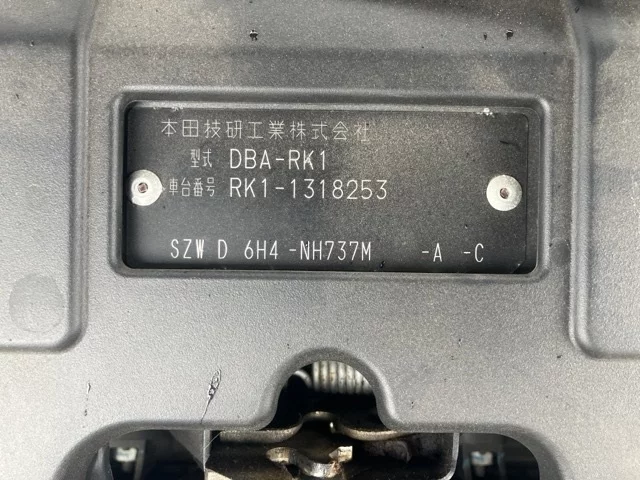 本田技研工業株式会社
型式 DBA-RK1
車台番号 RK1-1318253
SZW D 6H4 -NH737M -A -C